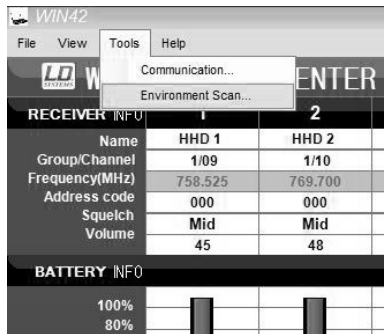 WIN42
File View Tools Help
Communication...
Environment Scan...
LD
SYSTEMS
W ENTER
RECEIVER INFO 1 2
Name HHD 1 HHD 2
Group/Channel 1/09 1/10
Frequency(MHz) 758.525 769.700
Address code 000 000
Squelch Mid Mid
Volume 45 48
BATTERY INFO
100%
80%